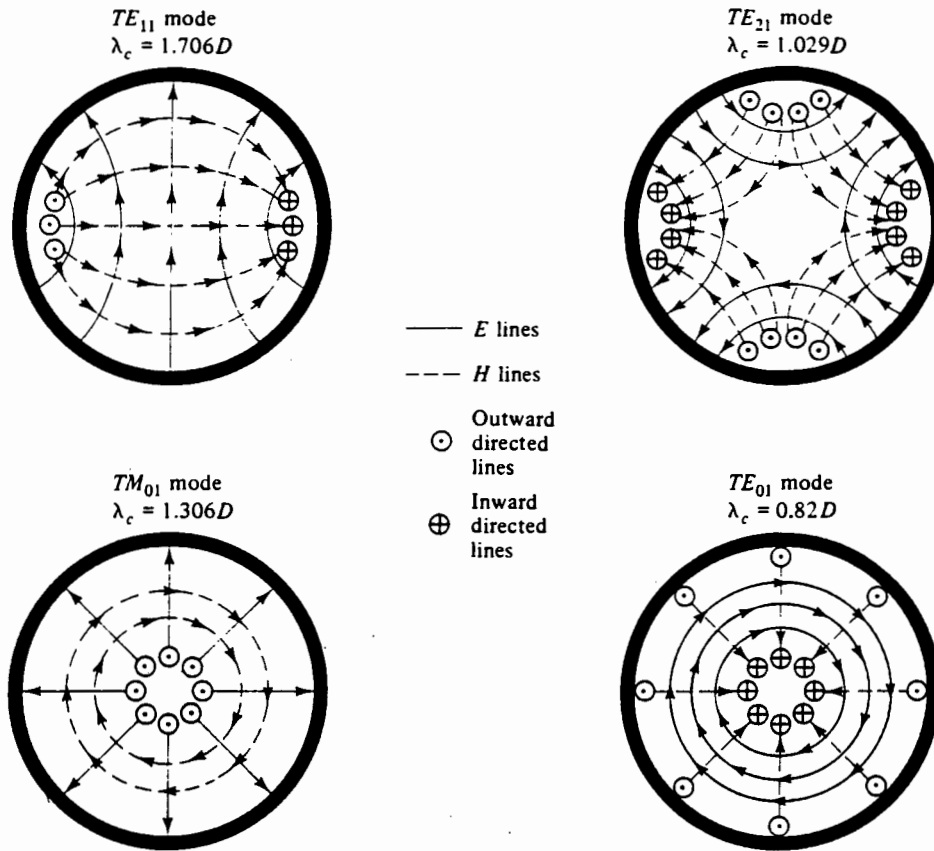 TE₁₁ mode
λc = 1.706D
TE₂₁ mode
λc = 1.029D
E lines
H lines
Outward
directed
lines
Inward
directed
lines
TM₀₁ mode
λc = 1.306D
TE₀₁ mode
λc = 0.82D